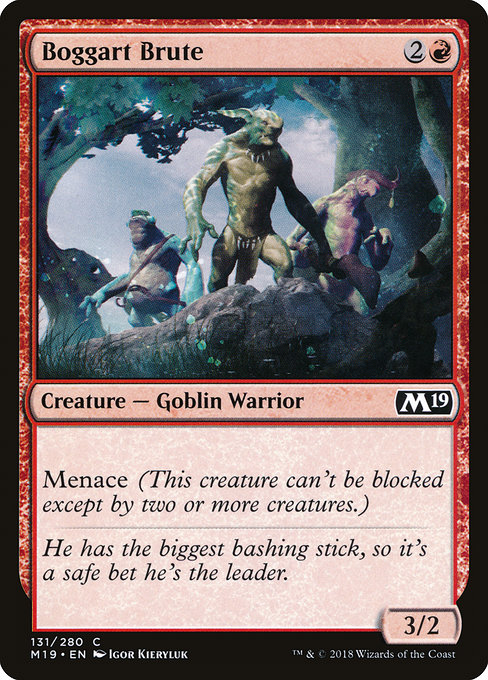 Boggart Brute 2
Creature — Goblin Warrior M19
Menace (This creature can't be blocked
except by two or more creatures.)
He has the biggest bashing stick, so it's
a safe bet he's the leader.
3/2
131/280 C
M19 • EN Igor Kieryluk ™ & © 2018 Wizards of the Coast